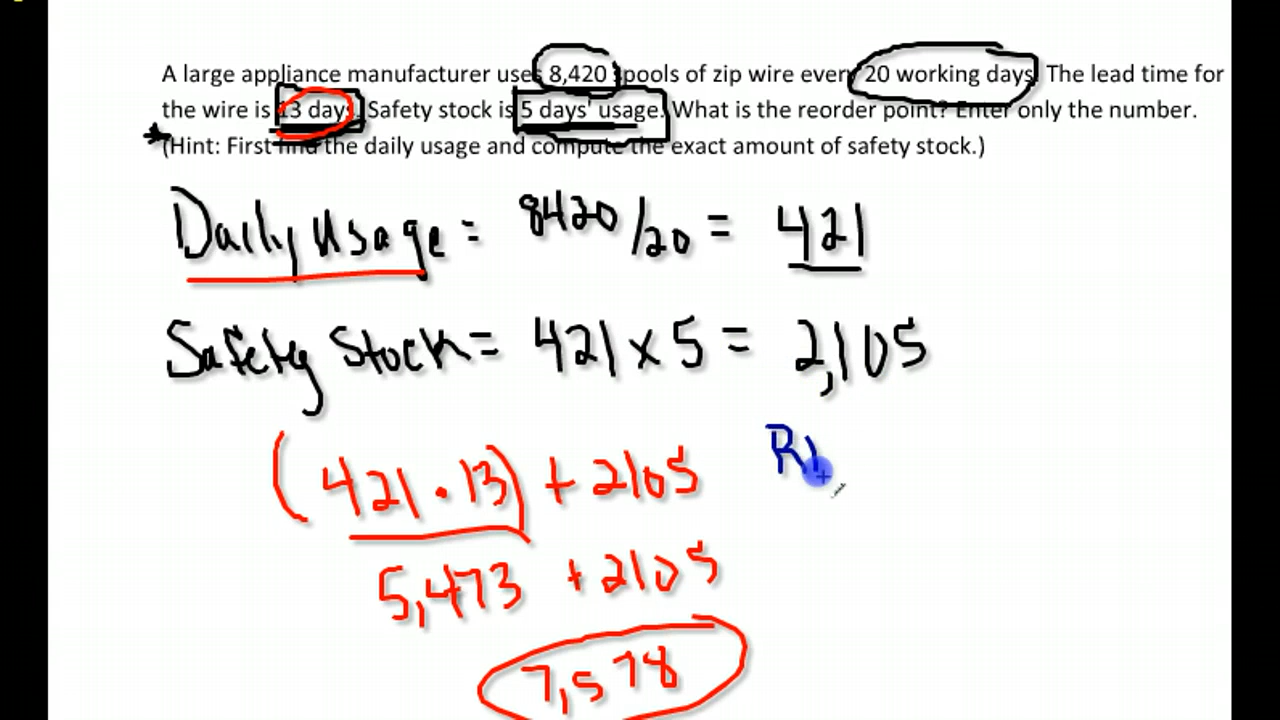 A large appliance manufacturer uses 8,420 spools of zip wire every 20 working days. The lead time for
the wire is 13 days. Safety stock is 5 days' usage. What is the reorder point? Enter only the number.
(Hint: First find the daily usage and compute the exact amount of safety stock.)
Daily Usage = 8420/20 = 421
Safety Stock = 421 x 5 = 2,105
(421 · 13) + 2105
5,473 + 2105
7,578